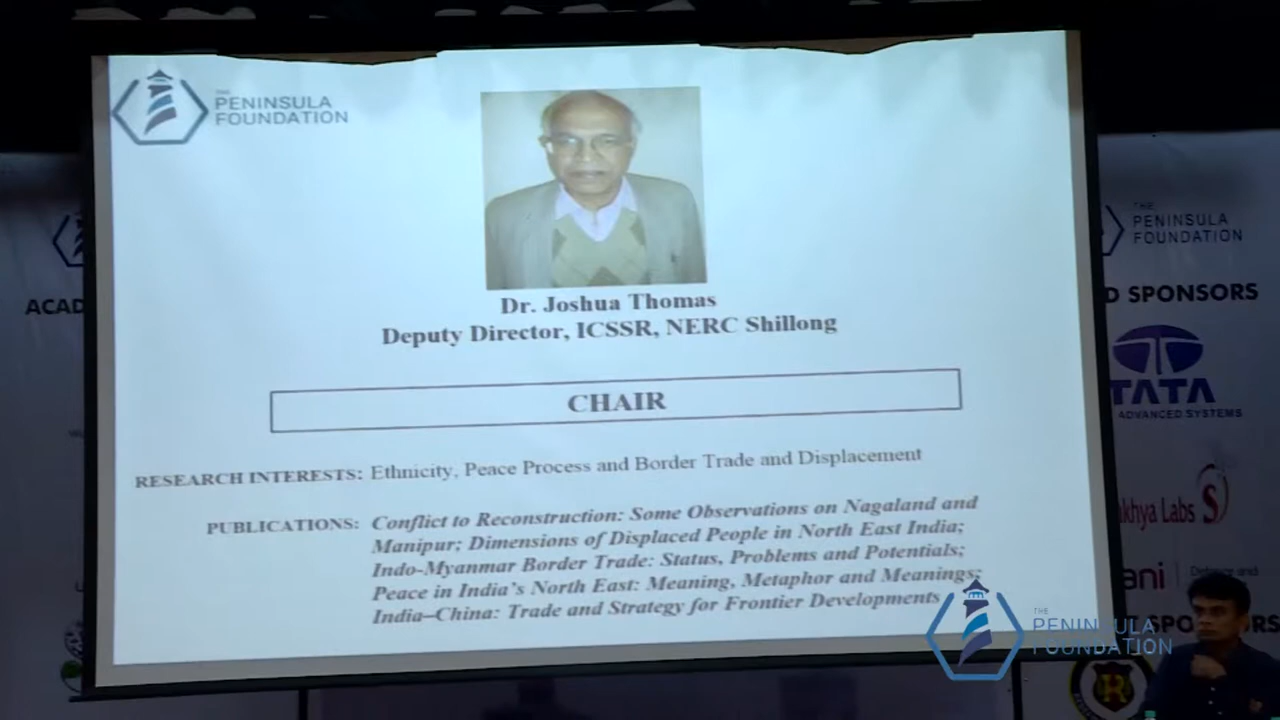 THE
PENINSULA
FOUNDATION
Dr. Joshua Thomas
Deputy Director, ICSSR, NERC Shillong
CHAIR
RESEARCH INTERESTS: Ethnicity, Peace Process and Border Trade and Displacement
PUBLICATIONS: Conflict to Reconstruction: Some Observations on Nagaland and
Manipur; Dimensions of Displaced People in North East India;
Indo-Myanmar Border Trade: Status, Problems and Potentials;
Peace in India's North East: Meaning, Metaphor and Meanings;
India–China: Trade and Strategy for Frontier Developments
ACAD
THE
PENINSULA
FOUNDATION
D SPONSORS
TATA
ADVANCED SYSTEMS
khya Labs S
ani
Defence and
SPONSORS
R
THE
PENINSULA
FOUNDATION